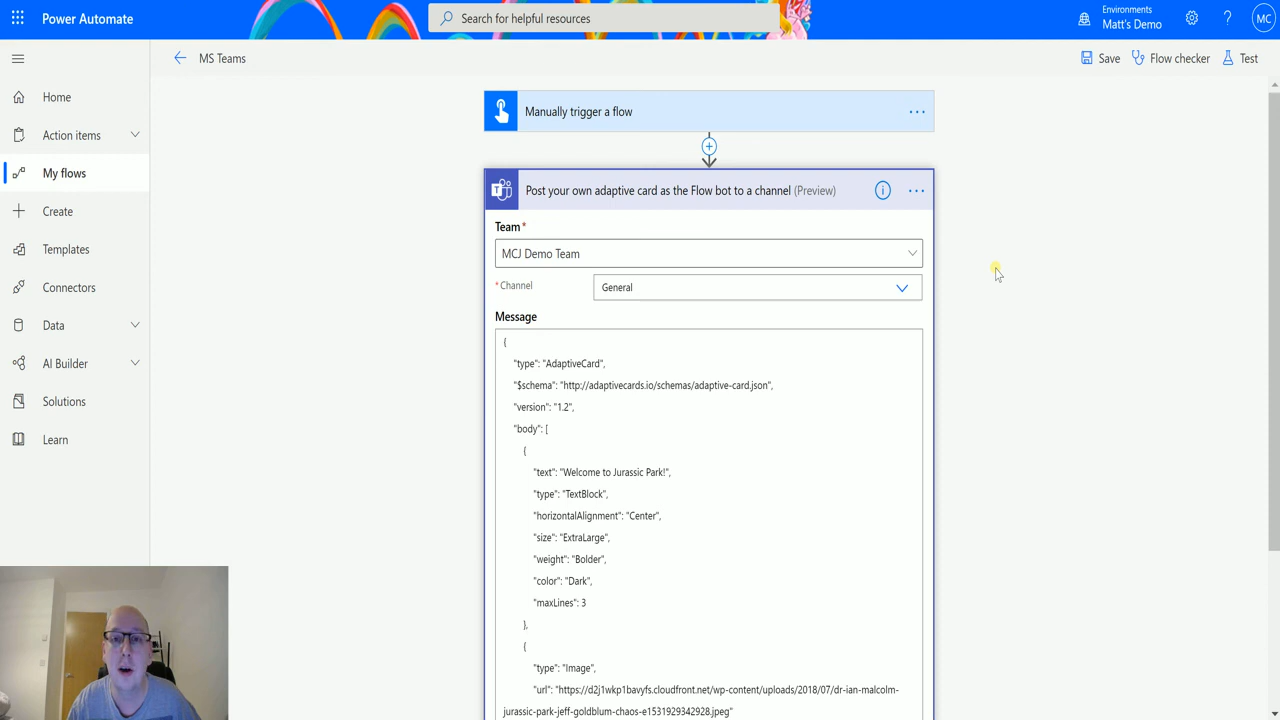 Power Automate
Search for helpful resources
Environments
Matt's Demo
?
MC
MS Teams
Save
Flow checker
Test
Home
Action items
My flows
Create
Templates
Connectors
Data
AI Builder
Solutions
Learn
Manually trigger a flow
Post your own adaptive card as the Flow bot to a channel (Preview)
Team*
MCJ Demo Team
*Channel
General
Message
{
"type": "AdaptiveCard",
"$schema": "http://adaptivecards.io/schemas/adaptive-card.json",
"version": "1.2",
"body": [
{
"text": "Welcome to Jurassic Park!",
"type": "TextBlock",
"horizontalAlignment": "Center",
"size": "ExtraLarge",
"weight": "Bolder",
"color": "Dark",
"maxLines": 3
},
{
"type": "Image",
"url": "https://d2j1wkp1bavyfs.cloudfront.net/wp-content/uploads/2018/07/dr-ian-malcolm-
jurassic-park-jeff-goldblum-chaos-e1531929342928.jpeg"